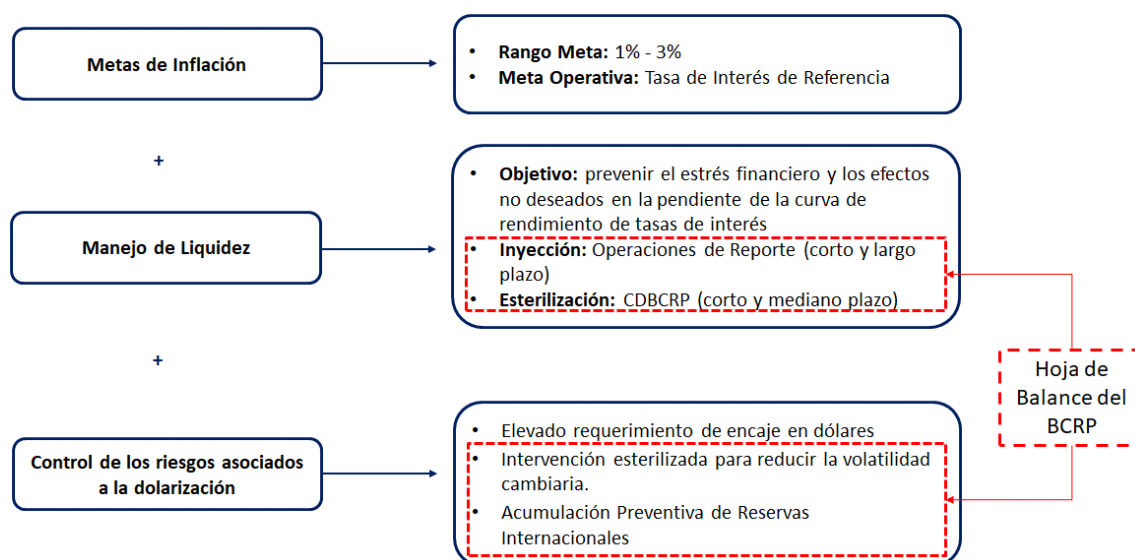 Metas de Inflación
• Rango Meta: 1% - 3%
• Meta Operativa: Tasa de Interés de Referencia
+
Manejo de Liquidez
• Objetivo: prevenir el estrés financiero y los efectos
no deseados en la pendiente de la curva de
rendimiento de tasas de interés
• Inyección: Operaciones de Reporte (corto y largo
plazo)
• Esterilización: CDBCRP (corto y mediano plazo)
+
Hoja de
Balance del
BCRP
Control de los riesgos asociados
a la dolarización
• Elevado requerimiento de encaje en dólares
• Intervención esterilizada para reducir la volatilidad
cambiaria.
• Acumulación Preventiva de Reservas
Internacionales